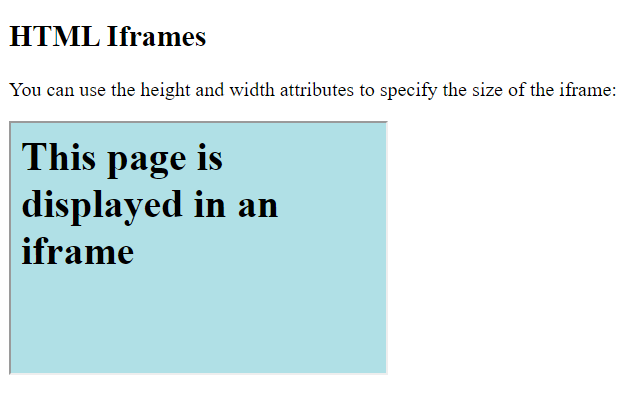 HTML Iframes
You can use the height and width attributes to specify the size of the iframe:
This page is
displayed in an
iframe